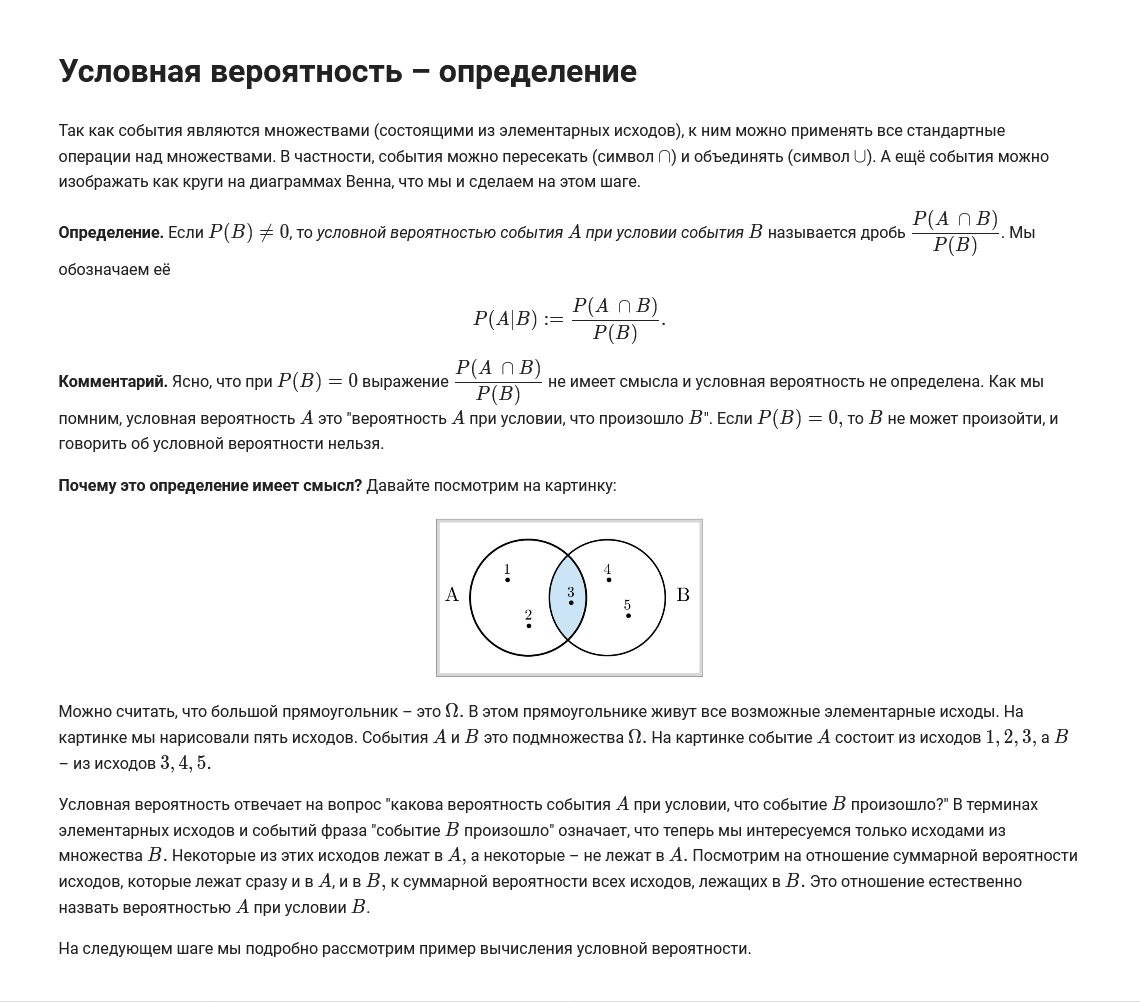 Условная вероятность – определение
Так как события являются множествами (состоящими из элементарных исходов), к ним можно применять все стандартные
операции над множествами. В частности, события можно пересекать (символ ∩) и объединять (символ ∪). А ещё события можно
изображать как круги на диаграммах Венна, что мы и сделаем на этом шаге.
Определение. Если P(B) ≠ 0, то условной вероятностью события A при условии события B называется дробь P(A ∩ B)/P(B). Мы
обозначаем её
P(A|B) := P(A ∩ B)/P(B).
Комментарий. Ясно, что при P(B) = 0 выражение P(A ∩ B)/P(B) не имеет смысла и условная вероятность не определена. Как мы
помним, условная вероятность A это "вероятность A при условии, что произошло B". Если P(B) = 0, то B не может произойти, и
говорить об условной вероятности нельзя.
Почему это определение имеет смысл? Давайте посмотрим на картинку:
A 1 2 3 4 5 B
Можно считать, что большой прямоугольник – это Ω. В этом прямоугольнике живут все возможные элементарные исходы. На
картинке мы нарисовали пять исходов. События A и B это подмножества Ω. На картинке событие A состоит из исходов 1, 2, 3, а B
– из исходов 3, 4, 5.
Условная вероятность отвечает на вопрос "какова вероятность события A при условии, что событие B произошло?" В терминах
элементарных исходов и событий фраза "событие B произошло" означает, что теперь мы интересуемся только исходами из
множества B. Некоторые из этих исходов лежат в A, а некоторые – не лежат в A. Посмотрим на отношение суммарной вероятности
исходов, которые лежат сразу и в A, и в B, к суммарной вероятности всех исходов, лежащих в B. Это отношение естественно
назвать вероятностью A при условии B.
На следующем шаге мы подробно рассмотрим пример вычисления условной вероятности.